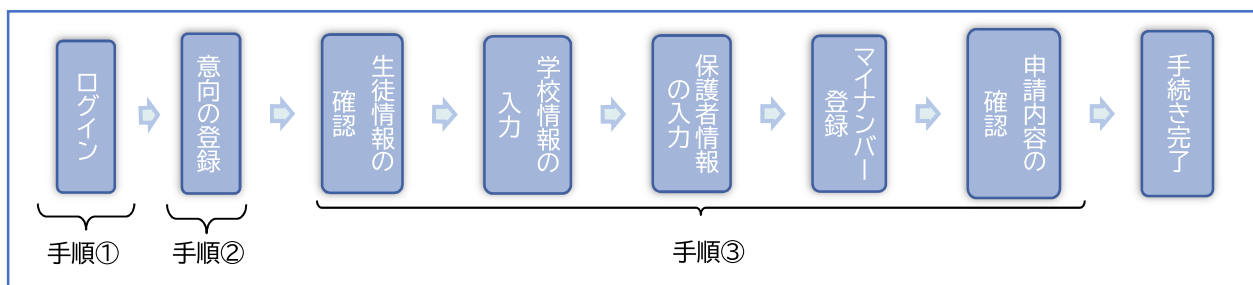 ログイン
意向の登録
生徒情報の
確認
学校情報の
入力
保護者情報
の入力
マイナンバー
登録
申請内容の
確認
手続き完了
手順①
手順②
手順③